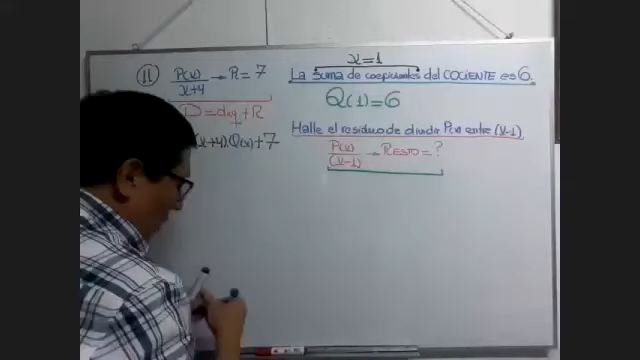 11 P(x)/x+4 → R = 7
D = d.q + R
(x+4).Q(x)+7
x=1
La suma de coeficientes del COCIENTE es 6.
Q(1)=6
Halle el residuo de dividir P(x) entre (x-1)
P(x)/(x-1) → RESTO = ?